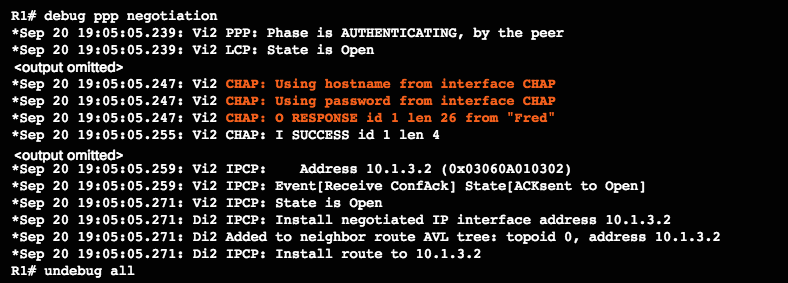 R1# debug ppp negotiation
*Sep 20 19:05:05.239: Vi2 PPP: Phase is AUTHENTICATING, by the peer
*Sep 20 19:05:05.239: Vi2 LCP: State is Open
<output omitted>
*Sep 20 19:05:05.247: Vi2 CHAP: Using hostname from interface CHAP
*Sep 20 19:05:05.247: Vi2 CHAP: Using password from interface CHAP
*Sep 20 19:05:05.247: Vi2 CHAP: O RESPONSE id 1 len 26 from "Fred"
*Sep 20 19:05:05.255: Vi2 CHAP: I SUCCESS id 1 len 4
<output omitted>
*Sep 20 19:05:05.259: Vi2 IPCP:    Address 10.1.3.2 (0x03060A010302)
*Sep 20 19:05:05.259: Vi2 IPCP: Event[Receive ConfAck] State[ACKsent to Open]
*Sep 20 19:05:05.271: Vi2 IPCP: State is Open
*Sep 20 19:05:05.271: Di2 IPCP: Install negotiated IP interface address 10.1.3.2
*Sep 20 19:05:05.271: Di2 Added to neighbor route AVL tree: topoid 0, address 10.1.3.2
*Sep 20 19:05:05.271: Di2 IPCP: Install route to 10.1.3.2
R1# undebug all